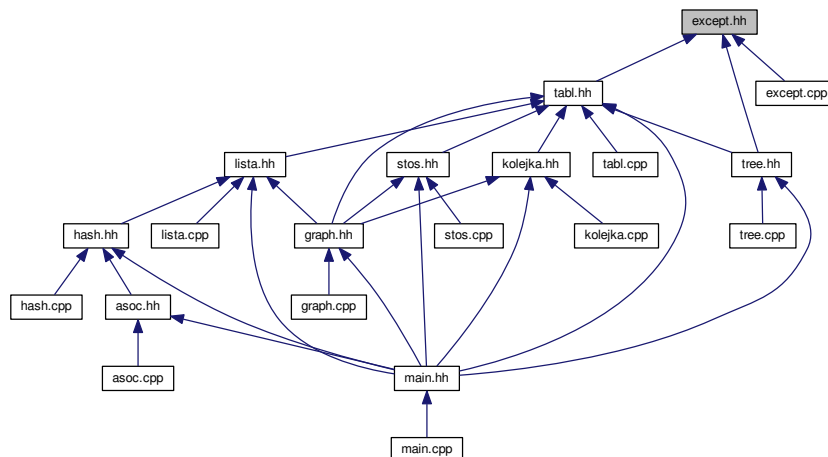 except.hh
tabl.hh
except.cpp
lista.hh
stos.hh
kolejka.hh
tabl.cpp
tree.hh
hash.hh
lista.cpp
graph.hh
stos.cpp
kolejka.cpp
tree.cpp
hash.cpp
asoc.hh
graph.cpp
asoc.cpp
main.hh
main.cpp